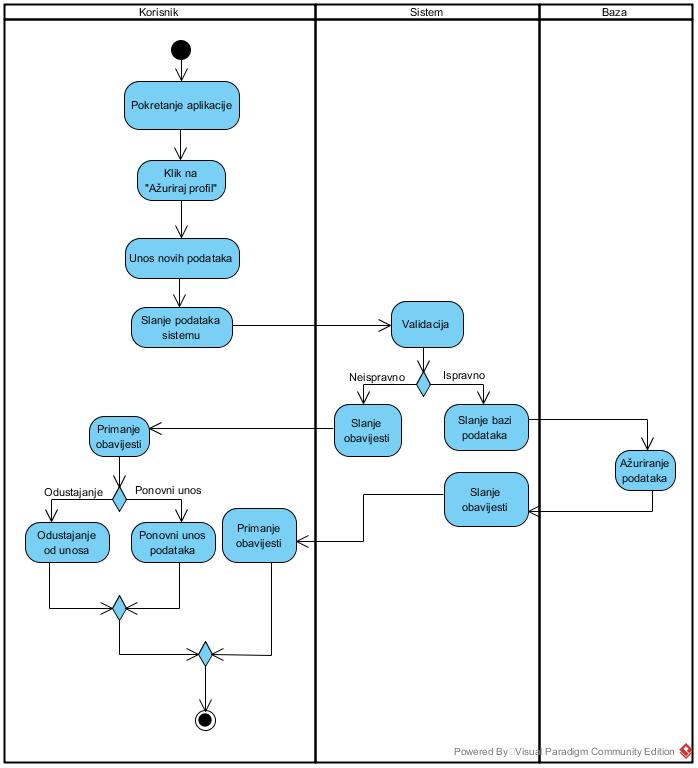 Korisnik
Sistem
Baza
Pokretanje aplikacije
Klik na
"Ažuriraj profil"
Unos novih podataka
Slanje podataka
sistemu
Validacija
Neispravno
Ispravno
Primanje
obavijesti
Slanje
obavijesti
Slanje bazi
podataka
Ažuriranje
podataka
Odustajanje
Ponovni unos
Slanje
obavijesti
Odustajanje
od unosa
Ponovni unos
podataka
Primanje
obavijesti
Powered By Visual Paradigm Community Edition